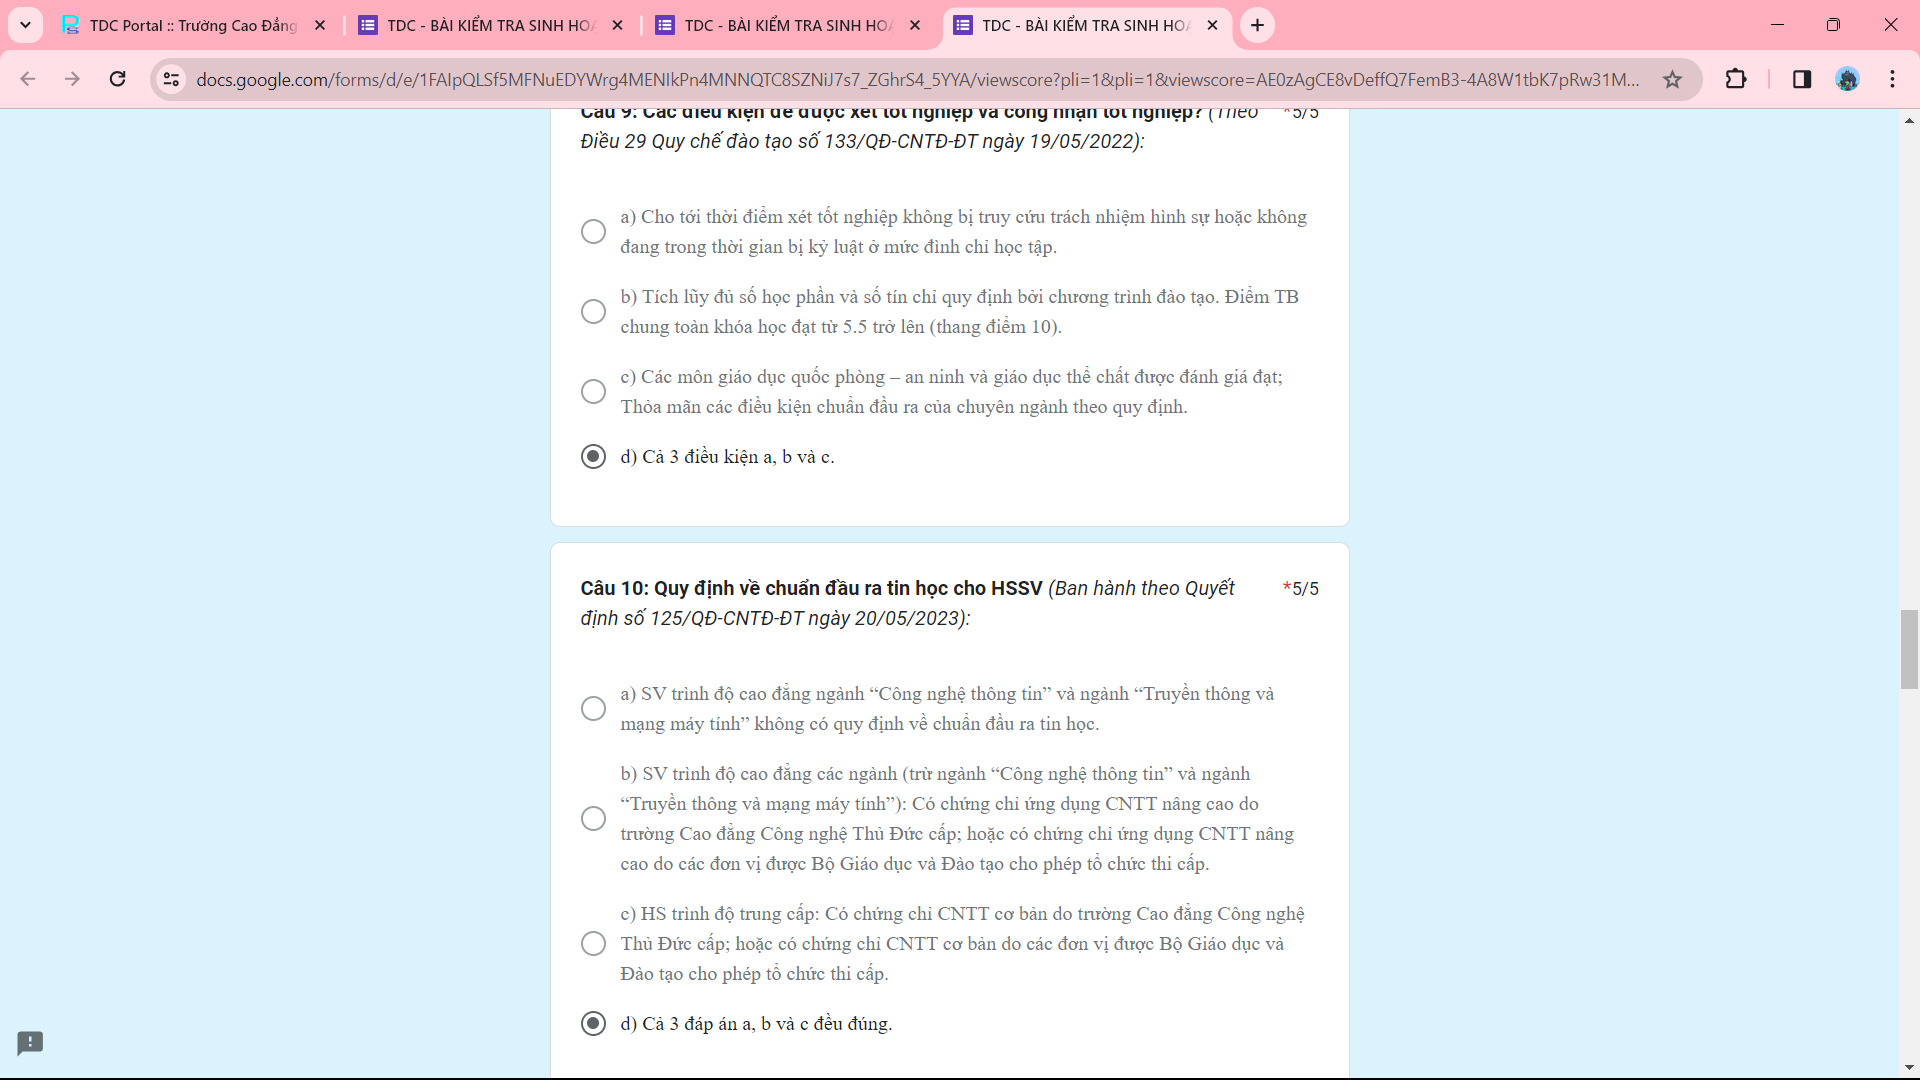 TDC Portal :: Trường Cao Đẳng
TDC - BÀI KIỂM TRA SINH HOẠ
TDC - BÀI KIỂM TRA SINH HOẠ
TDC - BÀI KIỂM TRA SINH HOẠ
docs.google.com/forms/d/e/1FAIpQLSf5MFNuEDYWrg4MENIkPn4MNNQTC8SZNiJ7s7_ZGhrS4_5YYA/viewscore?pli=1&pli=1&viewscore=AE0zAgCE8vDeffQ7FemB3-4A8W1tbK7pRw31M...
Câu 9: Các điều kiện để được xét tốt nghiệp và công nhận tốt nghiệp? (Theo *5/5
Điều 29 Quy chế đào tạo số 133/QĐ-CNTĐ-ĐT ngày 19/05/2022):
a) Cho tới thời điểm xét tốt nghiệp không bị truy cứu trách nhiệm hình sự hoặc không
đang trong thời gian bị kỷ luật ở mức đình chỉ học tập.
b) Tích lũy đủ số học phần và số tín chỉ quy định bởi chương trình đào tạo. Điểm TB
chung toàn khóa học đạt từ 5.5 trở lên (thang điểm 10).
c) Các môn giáo dục quốc phòng – an ninh và giáo dục thể chất được đánh giá đạt;
Thỏa mãn các điều kiện chuẩn đầu ra của chuyên ngành theo quy định.
d) Cả 3 điều kiện a, b và c.
Câu 10: Quy định về chuẩn đầu ra tin học cho HSSV (Ban hành theo Quyết *5/5
định số 125/QĐ-CNTĐ-ĐT ngày 20/05/2023):
a) SV trình độ cao đẳng ngành “Công nghệ thông tin” và ngành “Truyền thông và
mạng máy tính” không có quy định về chuẩn đầu ra tin học.
b) SV trình độ cao đẳng các ngành (trừ ngành “Công nghệ thông tin” và ngành
“Truyền thông và mạng máy tính”): Có chứng chỉ ứng dụng CNTT nâng cao do
trường Cao đẳng Công nghệ Thủ Đức cấp; hoặc có chứng chỉ ứng dụng CNTT nâng
cao do các đơn vị được Bộ Giáo dục và Đào tạo cho phép tổ chức thi cấp.
c) HS trình độ trung cấp: Có chứng chỉ CNTT cơ bản do trường Cao đẳng Công nghệ
Thủ Đức cấp; hoặc có chứng chỉ CNTT cơ bản do các đơn vị được Bộ Giáo dục và
Đào tạo cho phép tổ chức thi cấp.
d) Cả 3 đáp án a, b và c đều đúng.